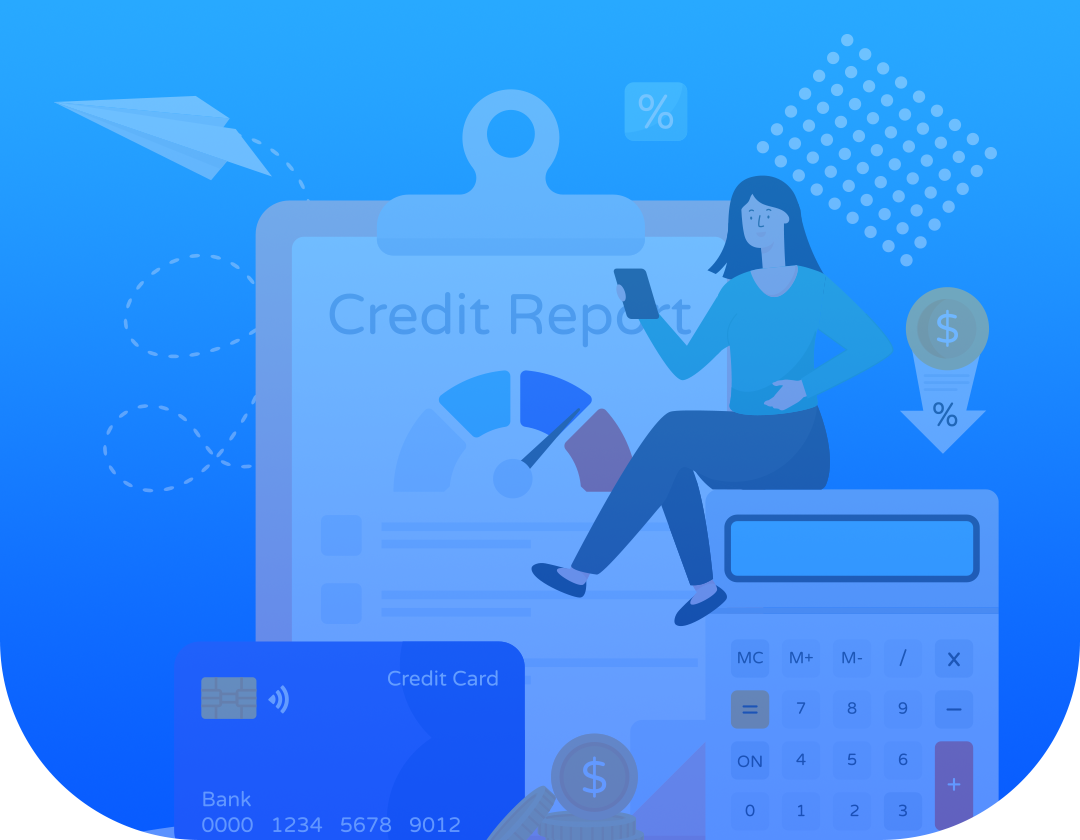 %
Credit Report
$
%
Credit Card
MC M+ M- / x
= 7 8 9 −
ON 4 5 6 +
0 1 2 3
$
Bank
0000 1234 5678 9012